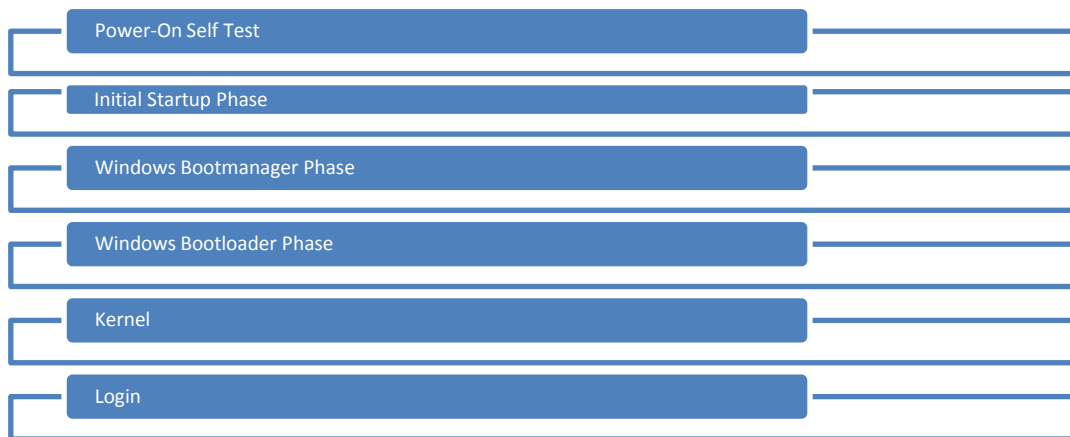 Power-On Self Test
Initial Startup Phase
Windows Bootmanager Phase
Windows Bootloader Phase
Kernel
Login